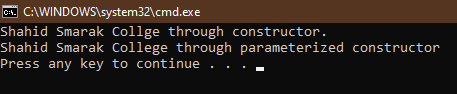 C:\WINDOWS\system32\cmd.exe
Shahid Smarak Collge through constructor.
Shahid Smarak College through parameterized constructor
Press any key to continue . . .